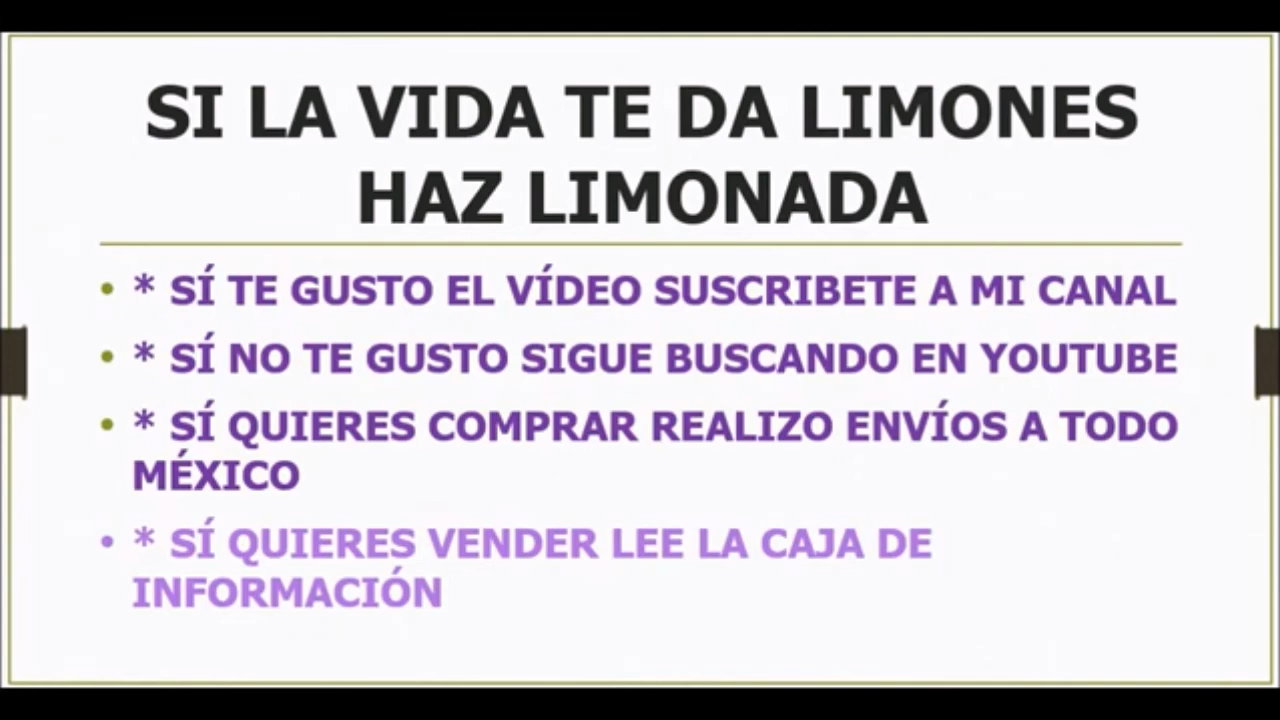 SI LA VIDA TE DA LIMONES
HAZ LIMONADA
• * SÍ TE GUSTO EL VÍDEO SUSCRIBETE A MI CANAL
• * SÍ NO TE GUSTO SIGUE BUSCANDO EN YOUTUBE
• * SÍ QUIERES COMPRAR REALIZO ENVÍOS A TODO
MÉXICO
• * SÍ QUIERES VENDER LEE LA CAJA DE
INFORMACIÓN